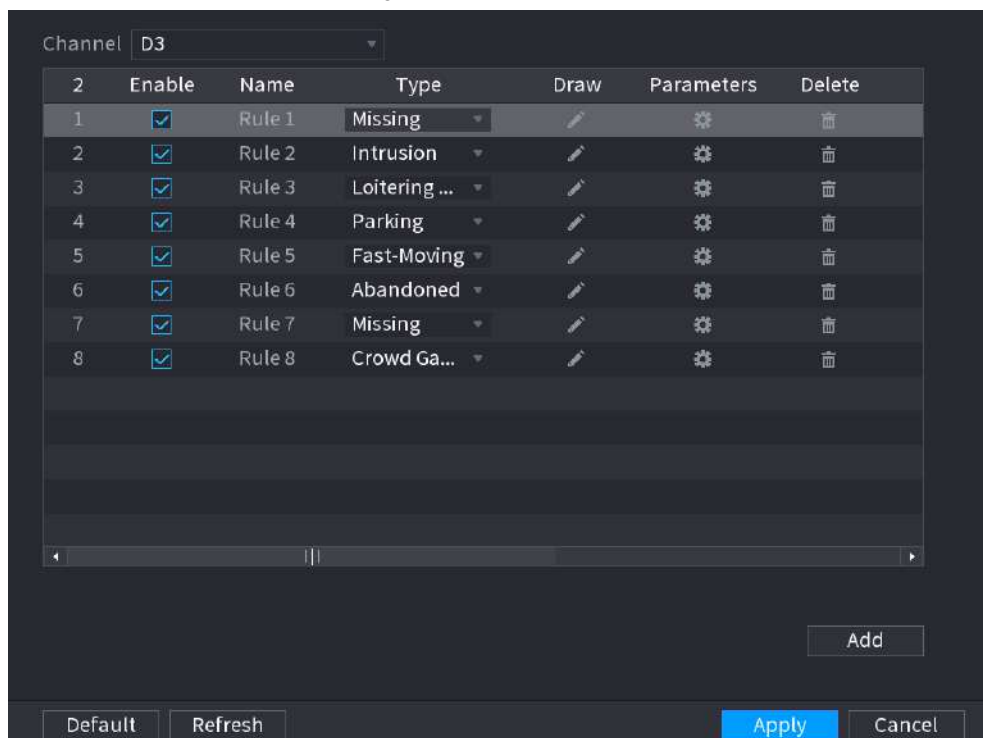 Channel D3
2 Enable Name Type Draw Parameters Delete
1 Rule 1 Missing
2 Rule 2 Intrusion
3 Rule 3 Loitering ...
4 Rule 4 Parking
5 Rule 5 Fast-Moving
6 Rule 6 Abandoned
7 Rule 7 Missing
8 Rule 8 Crowd Ga...
Add
Default Refresh Apply Cancel